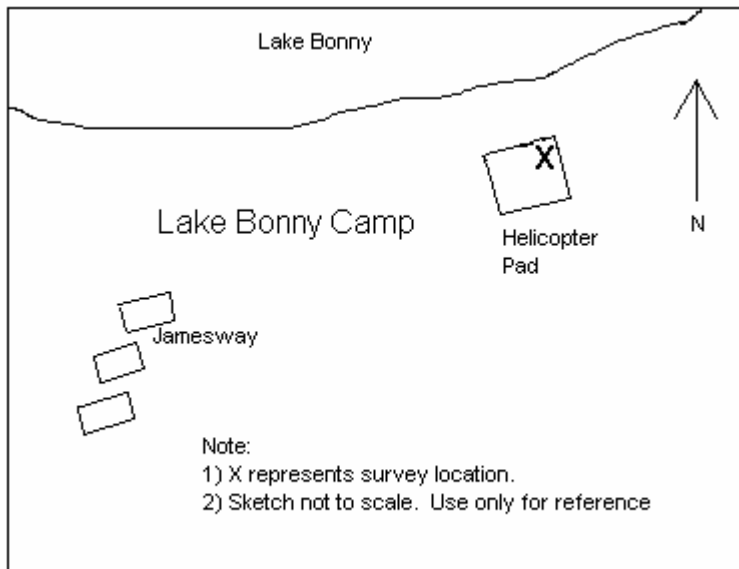 Lake Bonny
X
Lake Bonny Camp
Helicopter
Pad
N
Jamesway
Note:
1) X represents survey location.
2) Sketch not to scale. Use only for reference